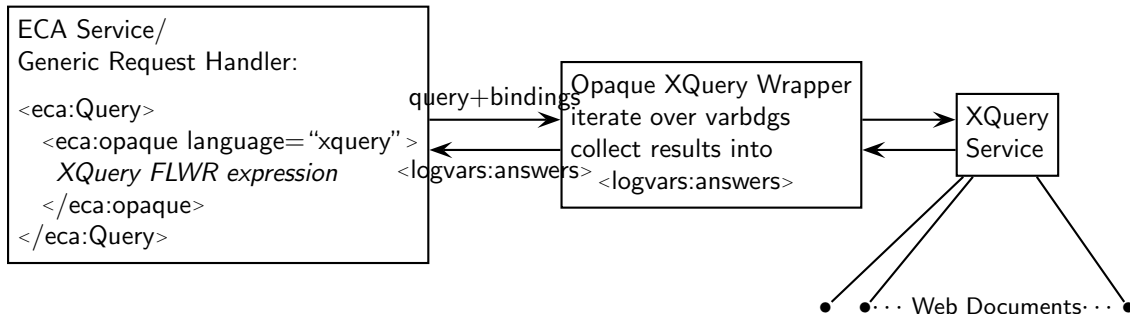 ECA Service/
Generic Request Handler:
<eca:Query>
<eca:opaque language=“xquery” >
XQuery FLWR expression
</eca:opaque>
</eca:Query>
query+bindings
<logvars:answers>
Opaque XQuery Wrapper
iterate over varbdgs
collect results into
<logvars:answers>
XQuery
Service
··· Web Documents···